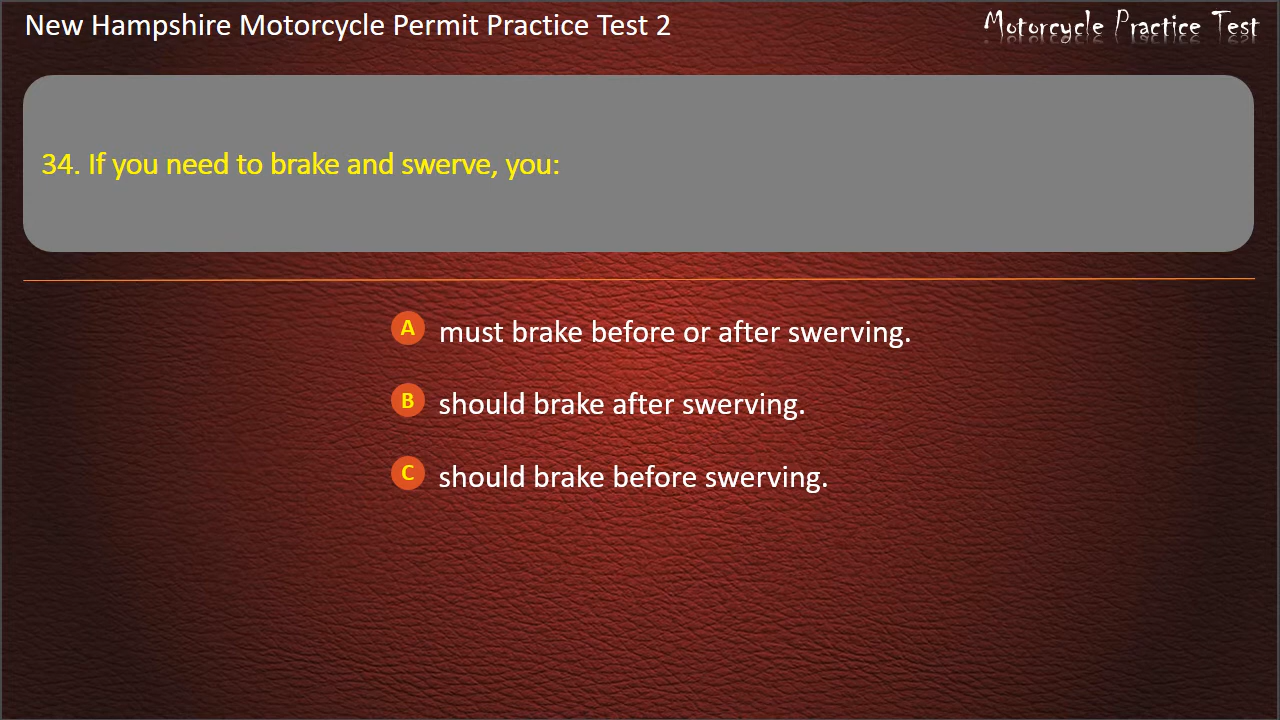 New Hampshire Motorcycle Permit Practice Test 2
Motorcycle Practice Test
34. If you need to brake and swerve, you:
A must brake before or after swerving.
B should brake after swerving.
C should brake before swerving.